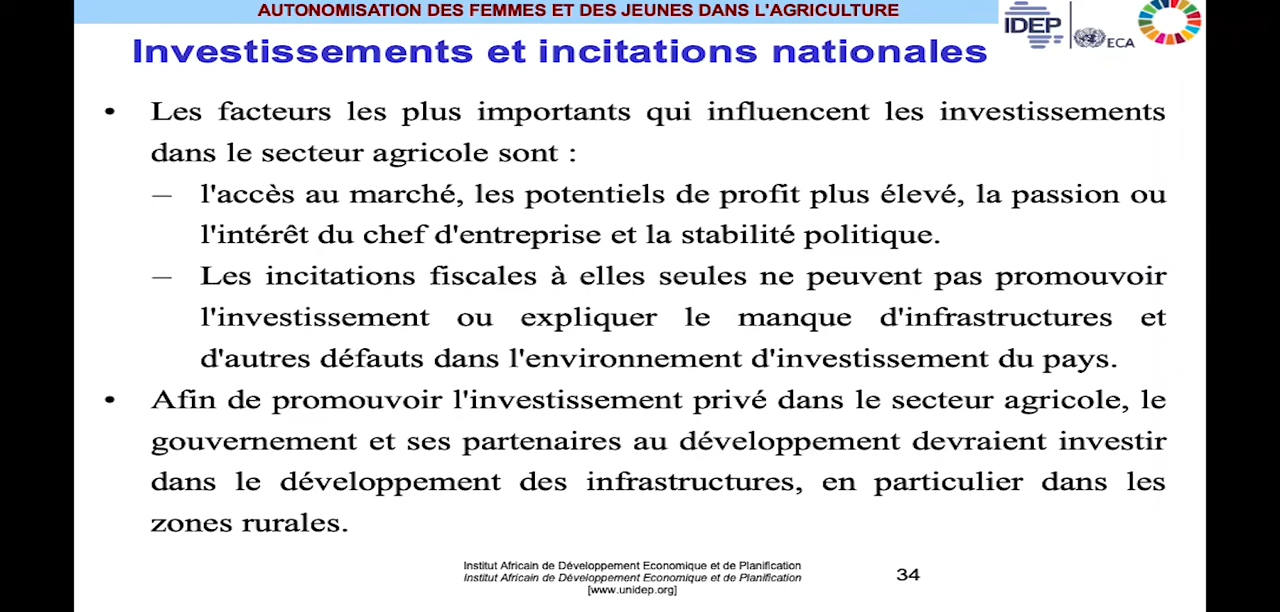 AUTONOMISATION DES FEMMES ET DES JEUNES DANS L'AGRICULTURE
IDEP
ECA
Investissements et incitations nationales
• Les facteurs les plus importants qui influencent les investissements
dans le secteur agricole sont :
– l'accès au marché, les potentiels de profit plus élevé, la passion ou
l'intérêt du chef d'entreprise et la stabilité politique.
– Les incitations fiscales à elles seules ne peuvent pas promouvoir
l'investissement ou expliquer le manque d'infrastructures et
d'autres défauts dans l'environnement d'investissement du pays.
• Afin de promouvoir l'investissement privé dans le secteur agricole, le
gouvernement et ses partenaires au développement devraient investir
dans le développement des infrastructures, en particulier dans les
zones rurales.
Institut Africain de Développement Economique et de Planification
Institut Africain de Développement Economique et de Planification
[www.unidep.org]
34